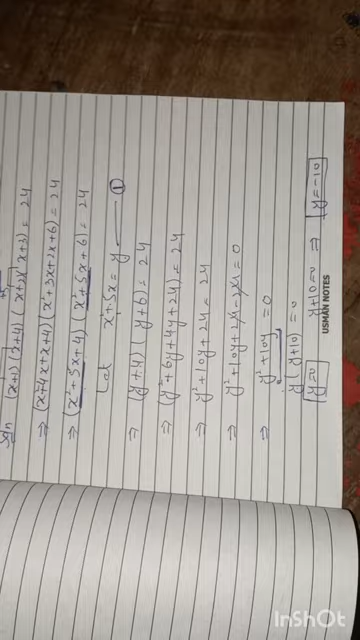 Soln
(x+1)(x+4) (x+2)(x+3) = 24
⇒ (x²+4x+x+4)(x²+3x+2x+6) = 24
⇒ (x²+5x+4) (x²+5x+6) = 24
Let x²+5x = y ——— ①
⇒ (y+4) (y+6) = 24
⇒ (y²+6y+4y+24) = 24
⇒ y²+10y+24 = 24
⇒ y²+10y+24-24 = 0
⇒ y²+10y = 0
y(y+10) = 0
y=0 ⇒ y+10=0 ⇒ y=-10
USMAN NOTES
InShOt